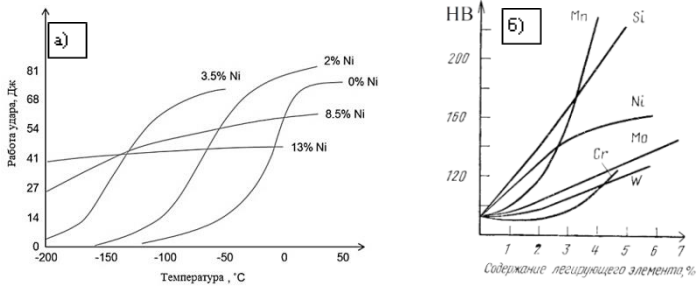 а)
81
68
54
41
27
14
0
Работа удара, Дж
3.5% Ni
2% Ni
0% Ni
8.5% Ni
13% Ni
-200
-150
-100
-50
0
50
Температура , ˚С
б)
НВ
200
160
120
Mn
Si
Ni
Mo
Cr
W
1
2
3
4
5
6
7
Содержание легирующего элемента,%